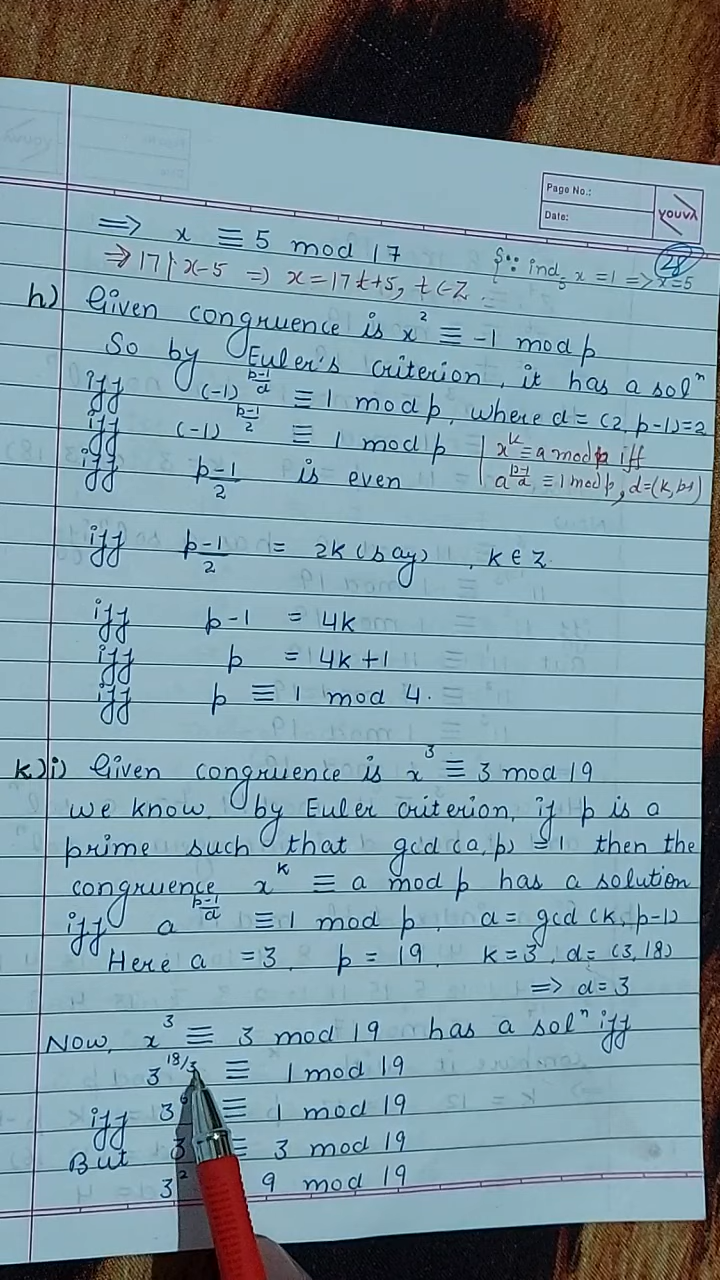 Page No.:
Date:
youvá
28
⟹ x ≡ 5 mod 17 {∵ ind₅ x = 1 ⟹ x=5
⇒ 17 | x-5 ⇒ x = 17t+5, t ∈ Z.
h) Given congruence is x² ≡ -1 mod p
So by Euler's criterion, it has a solⁿ
iff (-1)^(p-1/d) ≡ 1 mod p, where d = (2, p-1)=2
iff (-1)^(p-1/2) ≡ 1 mod p | x^k ≡ a mod p iff
iff p-1/2 is even | a^(p-1/d) ≡ 1 mod p, d=(k, p-1)
iff p-1/2 = 2k (say), k ∈ Z.
iff p-1 = 4k
iff p = 4k+1
iff p ≡ 1 mod 4.
k) i) Given congruence is x³ ≡ 3 mod 19
we know, by Euler criterion, if p is a
prime such that gcd (a, p) = 1 then the
congruence x^k ≡ a mod p has a solution
iff a^(p-1/d) ≡ 1 mod p, d = gcd (k, p-1)
Here a = 3, p = 19, k=3, d= (3, 18)
⟹ d = 3
Now, x³ ≡ 3 mod 19 has a solⁿ iff
3^(18/3) ≡ 1 mod 19
iff 3⁶ ≡ 1 mod 19
But 3 ≡ 3 mod 19
3² 9 mod 19